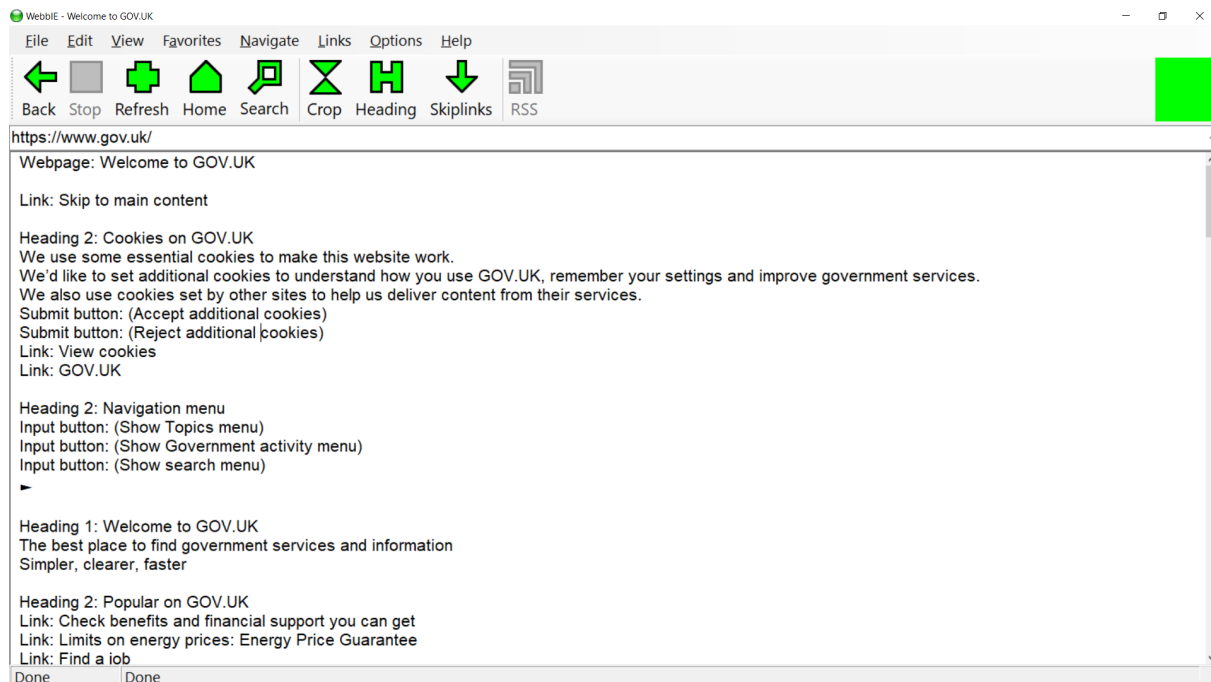 WebbIE - Welcome to GOV.UK
File Edit View Favorites Navigate Links Options Help
Back Stop Refresh Home Search Crop Heading Skiplinks RSS
https://www.gov.uk/
Webpage: Welcome to GOV.UK
Link: Skip to main content
Heading 2: Cookies on GOV.UK
We use some essential cookies to make this website work.
We’d like to set additional cookies to understand how you use GOV.UK, remember your settings and improve government services.
We also use cookies set by other sites to help us deliver content from their services.
Submit button: (Accept additional cookies)
Submit button: (Reject additional cookies)
Link: View cookies
Link: GOV.UK
Heading 2: Navigation menu
Input button: (Show Topics menu)
Input button: (Show Government activity menu)
Input button: (Show search menu)
►
Heading 1: Welcome to GOV.UK
The best place to find government services and information
Simpler, clearer, faster
Heading 2: Popular on GOV.UK
Link: Check benefits and financial support you can get
Link: Limits on energy prices: Energy Price Guarantee
Link: Find a job
Done Done